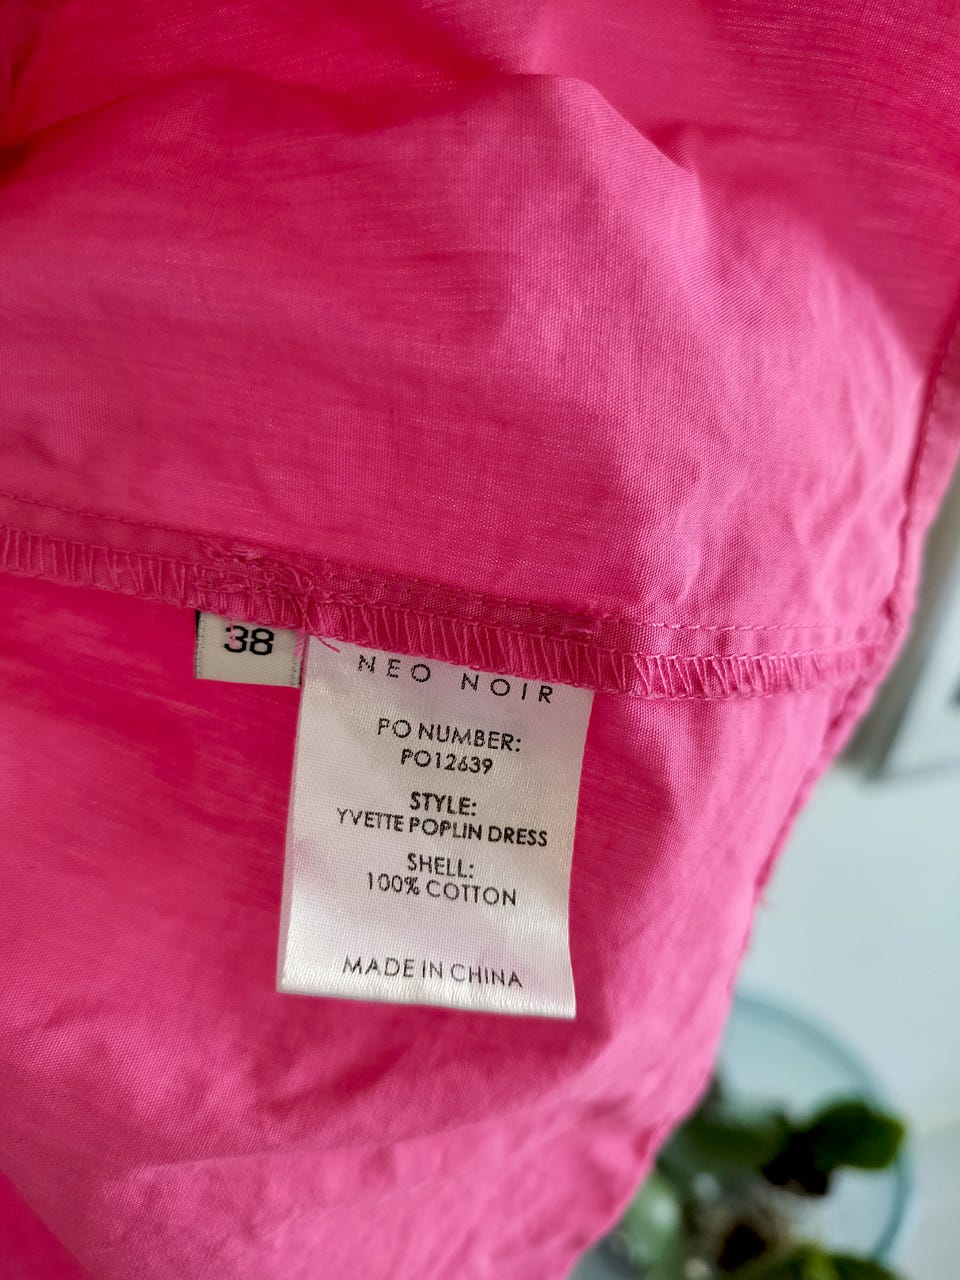 38
NEO NOIR
PO NUMBER:
PO12639
STYLE:
YVETTE POPLIN DRESS
SHELL:
100% COTTON
MADE IN CHINA